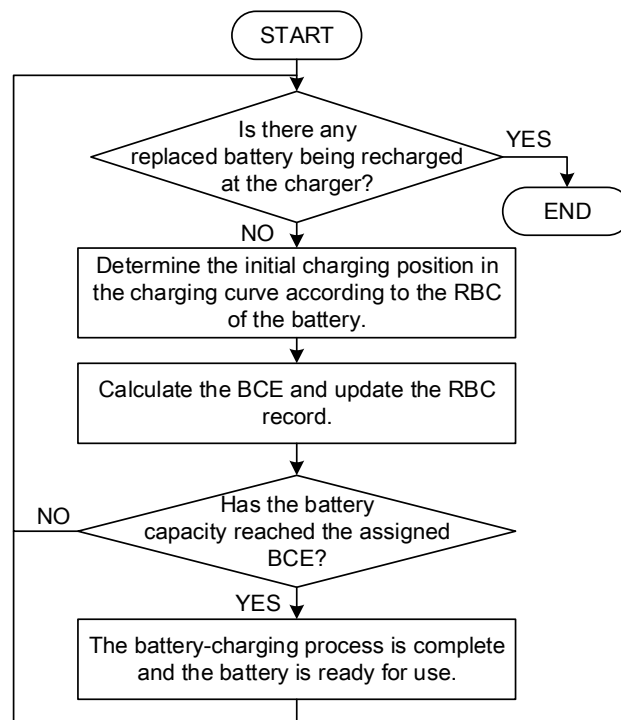 START
Is there any
replaced battery being recharged
at the charger?
YES
END
NO
Determine the initial charging position in
the charging curve according to the RBC
of the battery.
Calculate the BCE and update the RBC
record.
Has the battery
capacity reached the assigned
BCE?
NO
YES
The battery-charging process is complete
and the battery is ready for use.